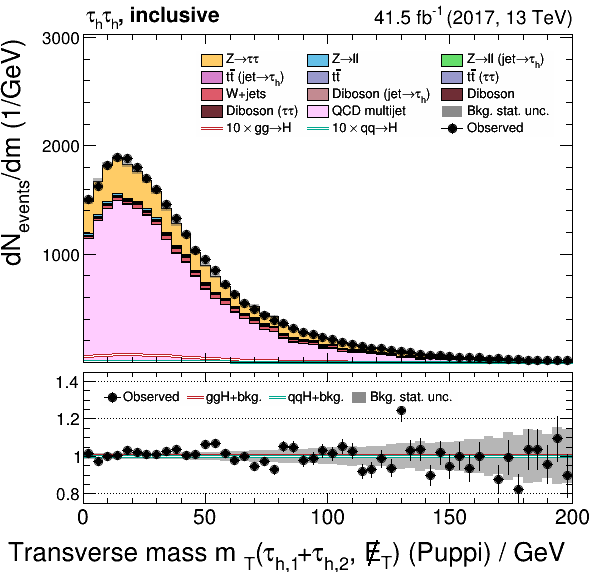 τhτh, inclusive 41.5 fb⁻¹ (2017, 13 TeV)
3000
2000
1000
dNevents/dm (1/GeV)
Z→ττ Z→ll Z→ll (jet→τh)
tt̄ (jet→τh) tt̄ tt̄ (ττ)
W+jets Diboson (jet→τh) Diboson
Diboson (ττ) QCD multijet Bkg. stat. unc.
10 × gg→H 10 × qq→H Observed
1.4
1.2
1
0.8
Observed ggH+bkg. qqH+bkg. Bkg. stat. unc.
0 50 100 150 200
Transverse mass m T(τh,1+τh,2, E̸T) (Puppi) / GeV